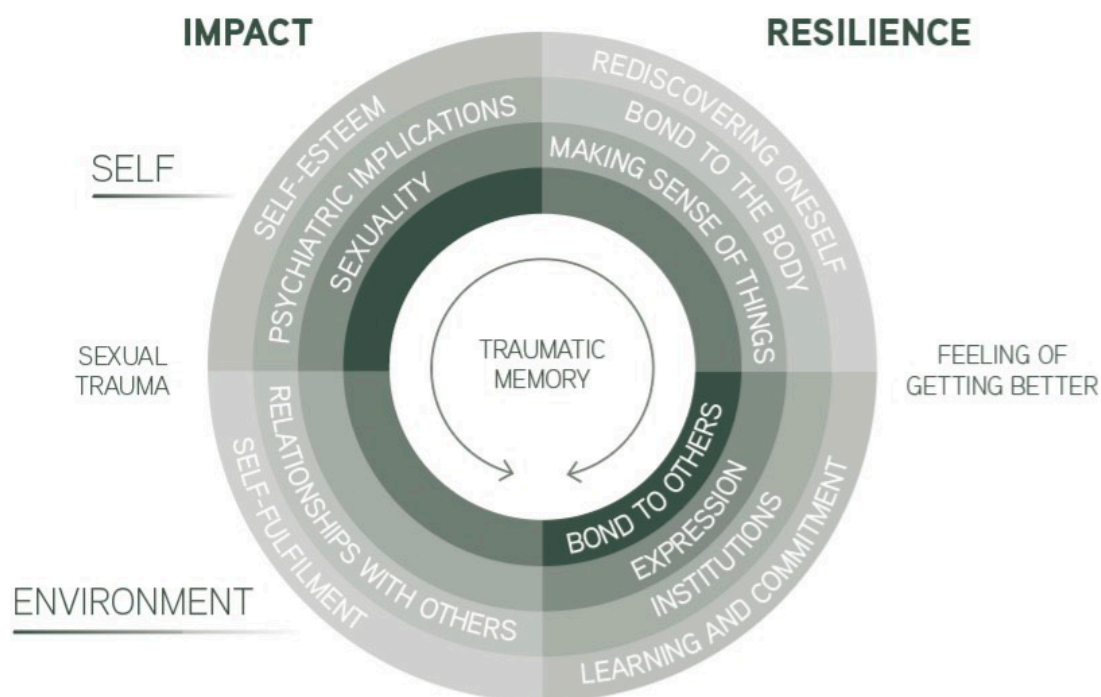 IMPACT
RESILIENCE
SELF
SELF-ESTEEM
PSYCHIATRIC IMPLICATIONS
SEXUALITY
REDISCOVERING ONESELF
BOND TO THE BODY
MAKING SENSE OF THINGS
SEXUAL
TRAUMA
TRAUMATIC
MEMORY
FEELING OF
GETTING BETTER
ENVIRONMENT
RELATIONSHIPS WITH OTHERS
SELF-FULFILMENT
BOND TO OTHERS
EXPRESSION
INSTITUTIONS
LEARNING AND COMMITMENT